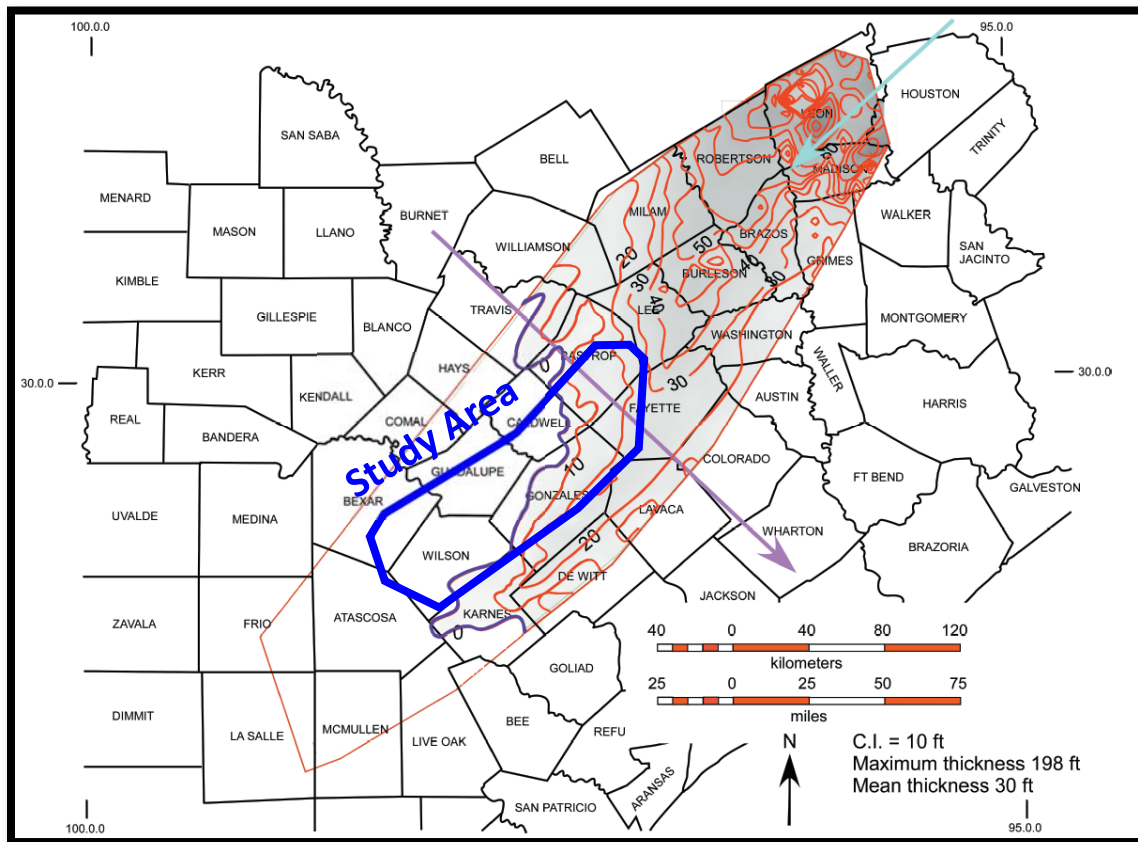 100.0.0
95.0.0
HOUSTON
SAN SABA
LEON
TRINITY
BELL
ROBERTSON
60
MADISON
MENARD
BURNET
MILAM
WALKER
MASON
LLANO
WILLIAMSON
BRAZOS
SAN
JACINTO
KIMBLE
20
50
40
BURLESON
30
GRIMES
30
40
LEE
GILLESPIE
BLANCO
TRAVIS
MONTGOMERY
WASHINGTON
WALLER
30.0.0
KERR
HAYS
0
BASTROP
30
30.0.0
KENDALL
AUSTIN
HARRIS
REAL
BANDERA
COMAL
CALDWELL
FAYETTE
Study Area
GUADALUPE
10
COLORADO
FT BEND
GALVESTON
UVALDE
MEDINA
BEXAR
GONZALES
LAVACA
WHARTON
BRAZORIA
WILSON
20
DE WITT
JACKSON
ZAVALA
FRIO
ATASCOSA
KARNES
0
40 0 40 80 120
kilometers
GOLIAD
25 0 25 50 75
miles
DIMMIT
LA SALLE
MCMULLEN
LIVE OAK
BEE
REFU
N
C.I. = 10 ft
Maximum thickness 198 ft
Mean thickness 30 ft
ARANSAS
SAN PATRICIO
100.0.0
95.0.0